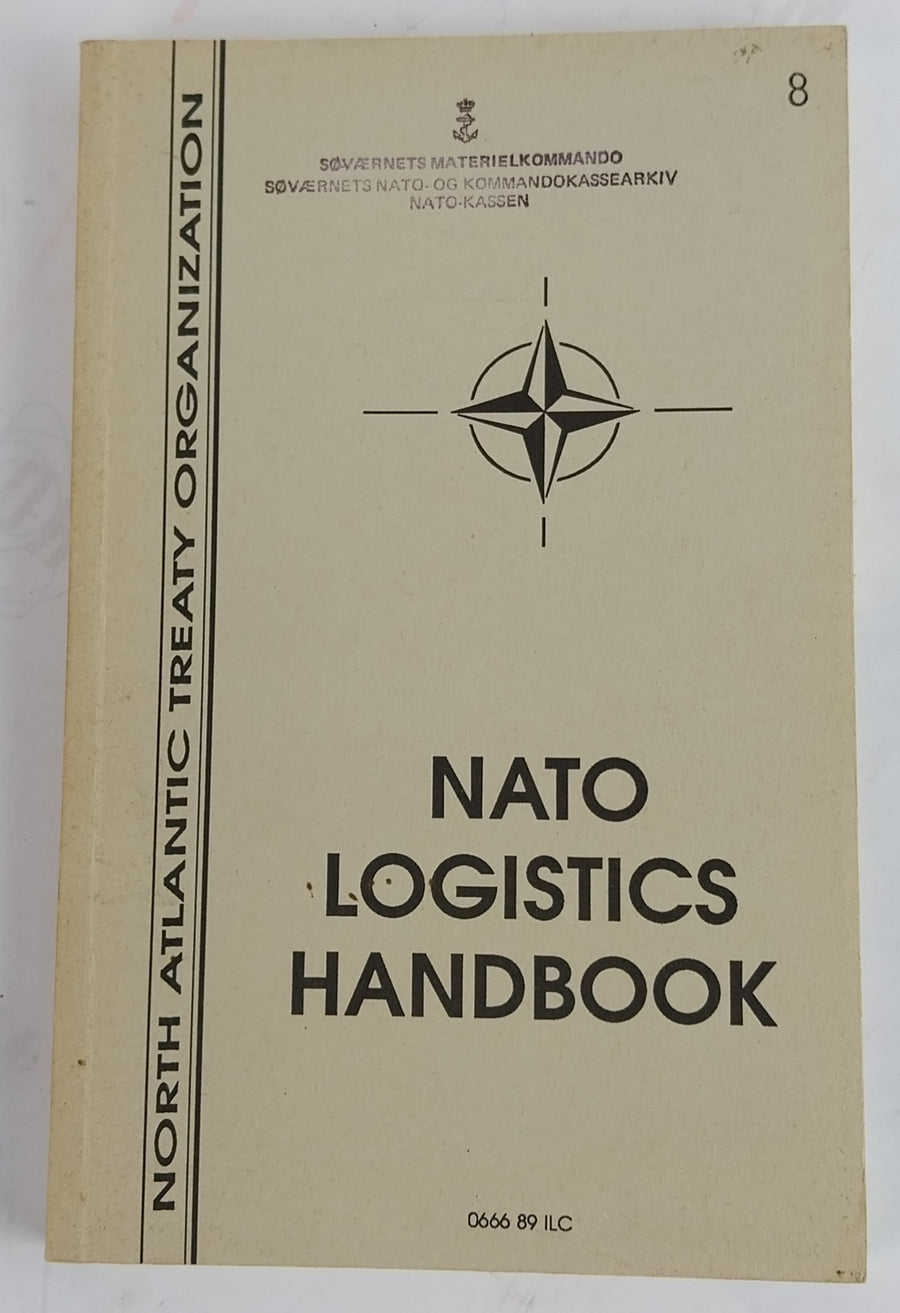 8
SØVÆRNETS MATERIELKOMMANDO
SØVÆRNETS NATO- OG KOMMANDOKASSEARKIV
NATO-KASSEN
NORTH ATLANTIC TREATY ORGANIZATION
NATO
LOGISTICS
HANDBOOK
0666 89 ILC